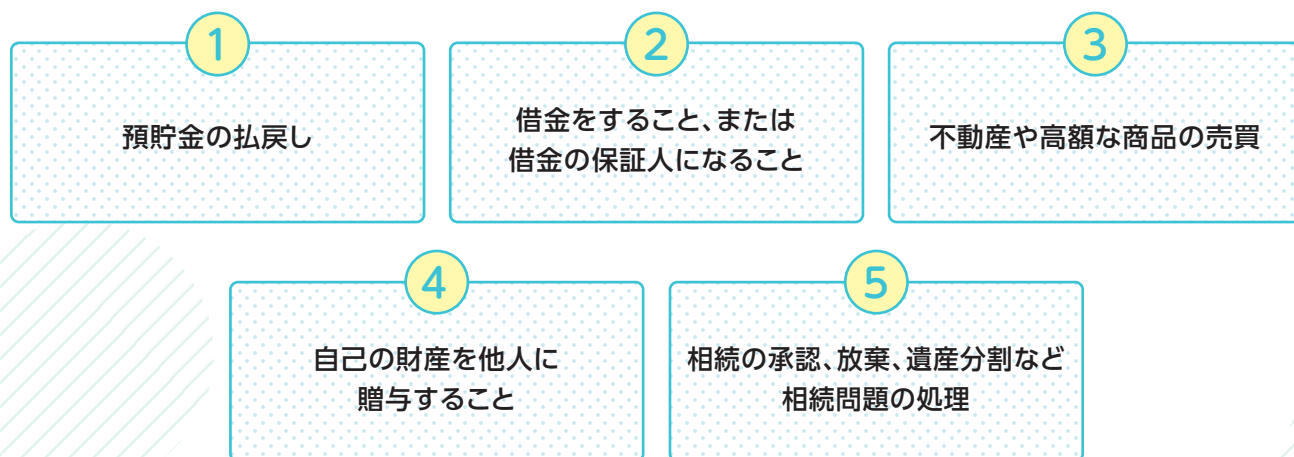 1
預貯金の払戻し
2
借金をすること、または
借金の保証人になること
3
不動産や高額な商品の売買
4
自己の財産を他人に
贈与すること
5
相続の承認、放棄、遺産分割など
相続問題の処理